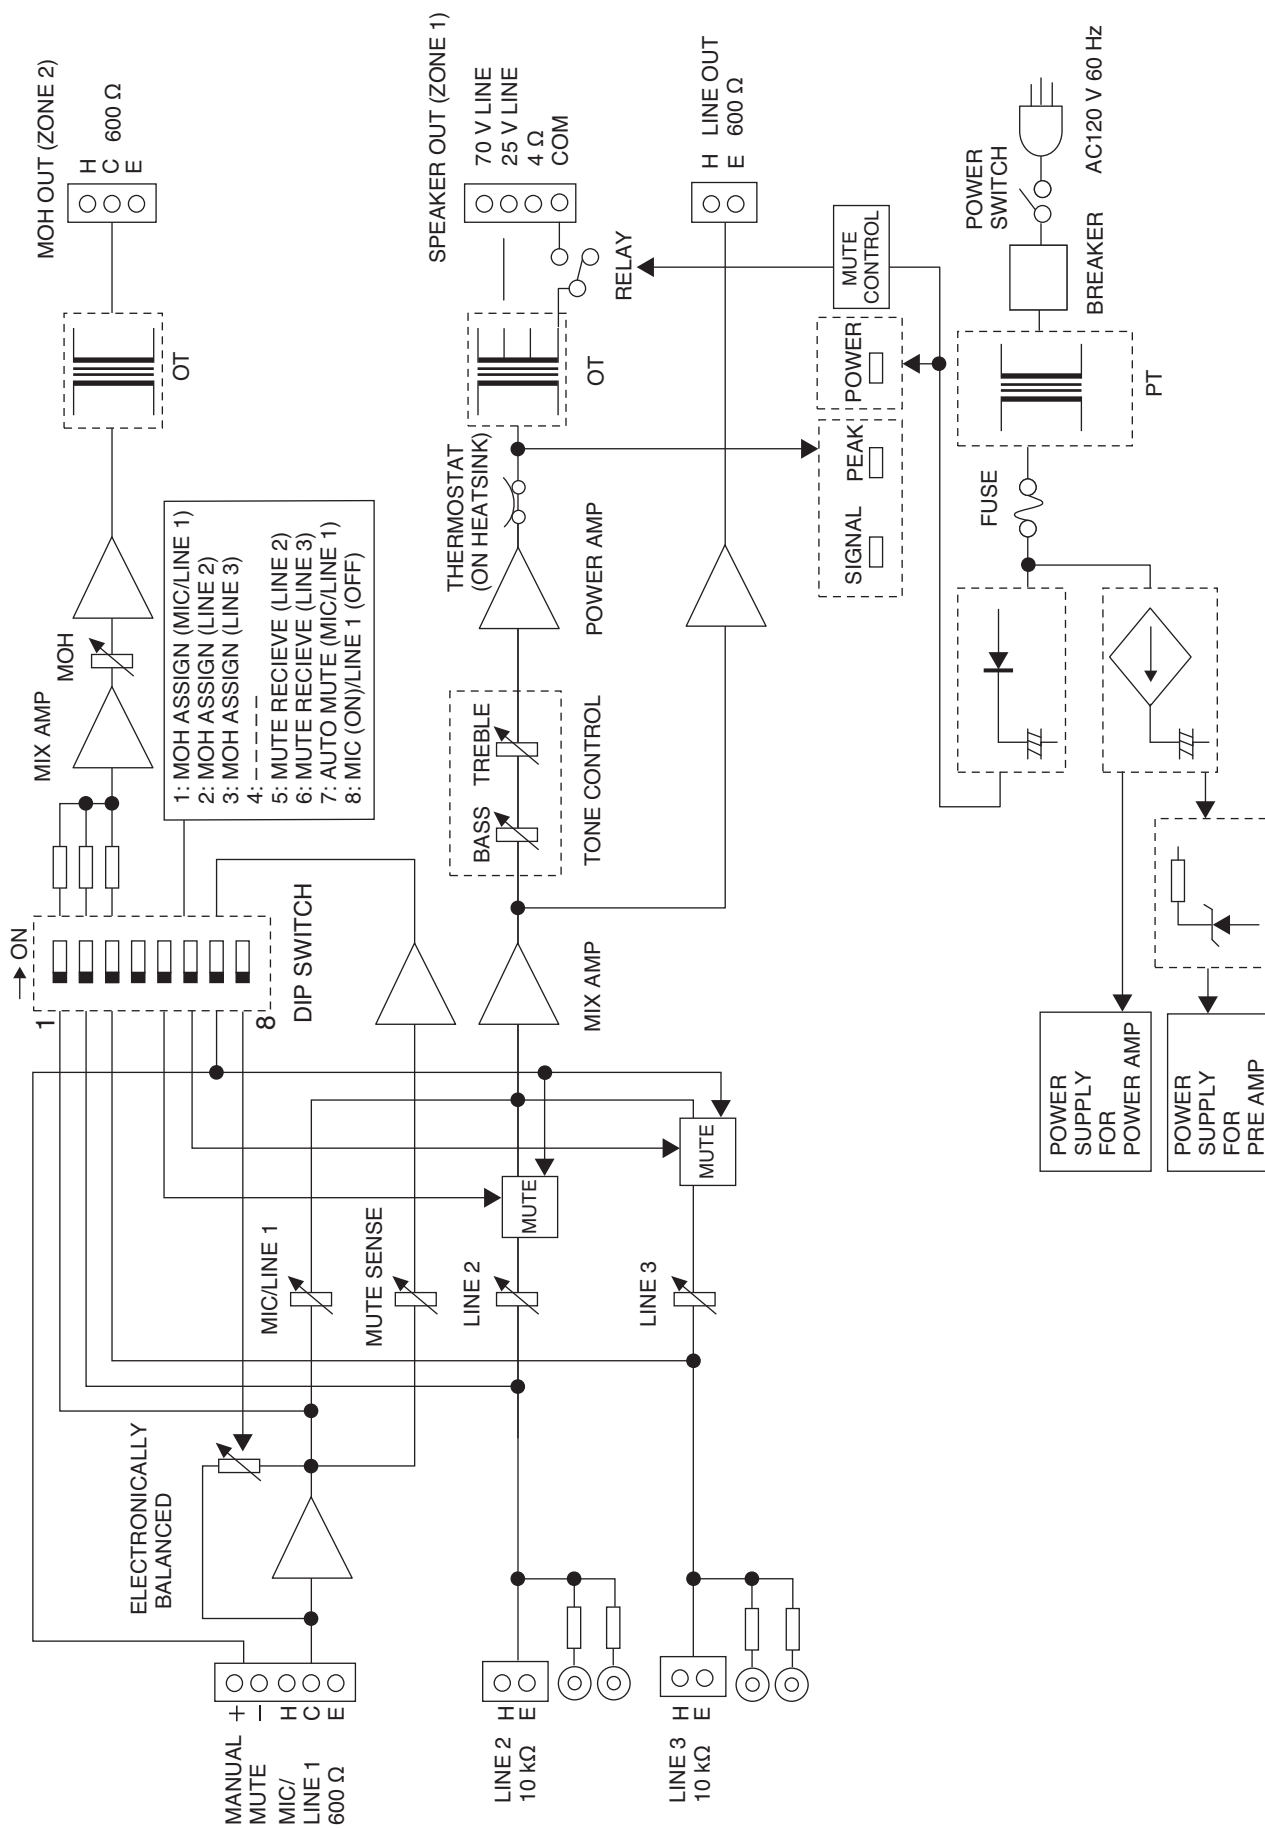 MANUAL +
MUTE −
MIC/ H
LINE 1 C
600 Ω E
ELECTRONICALLY
BALANCED
MIC/LINE 1
MUTE SENSE
1
8
→ ON
DIP SWITCH
1: MOH ASSIGN (MIC/LINE 1)
2: MOH ASSIGN (LINE 2)
3: MOH ASSIGN (LINE 3)
4: – – – – – –
5: MUTE RECIEVE (LINE 2)
6: MUTE RECIEVE (LINE 3)
7: AUTO MUTE (MIC/LINE 1)
8: MIC (ON)/LINE 1 (OFF)
MIX AMP
MOH
OT
MOH OUT (ZONE 2)
H
C 600 Ω
E
LINE 2 H
10 kΩ E
LINE 2
MUTE
MIX AMP
BASS TREBLE
TONE CONTROL
POWER AMP
THERMOSTAT
(ON HEATSINK)
OT
RELAY
SPEAKER OUT (ZONE 1)
70 V LINE
25 V LINE
4 Ω
COM
LINE 3 H
10 kΩ E
LINE 3
MUTE
H LINE OUT
E 600 Ω
SIGNAL PEAK
POWER
MUTE
CONTROL
POWER
SUPPLY
FOR
POWER AMP
POWER
SUPPLY
FOR
PRE AMP
FUSE
PT
BREAKER
POWER
SWITCH
AC120 V 60 Hz